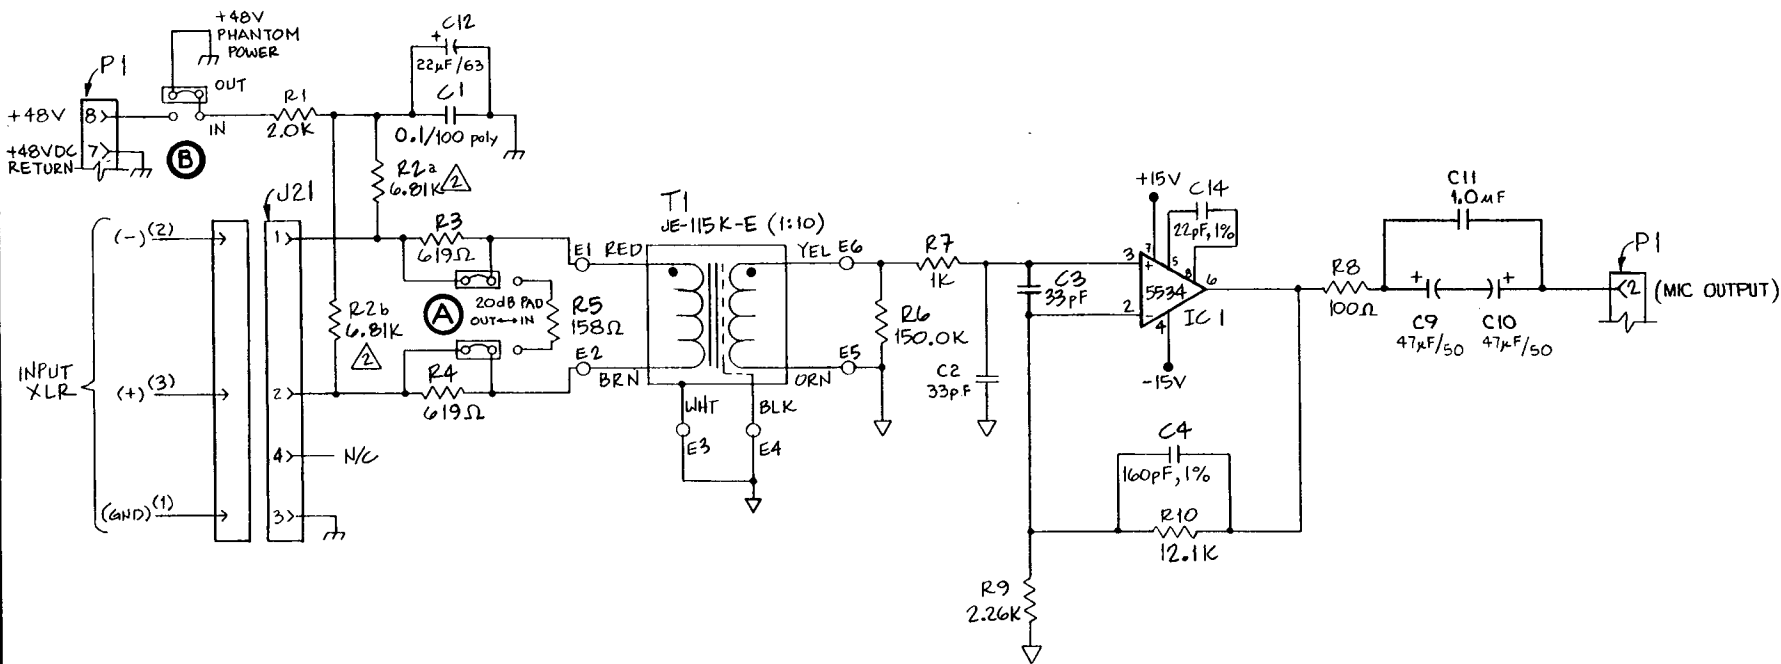 +48V
PHANTOM
POWER
C12
+
22µF/63
P1
OUT
R1
C1
+48V
8
IN
2.0K
0.1/100 poly
+48VDC
RETURN
7
B
R2a
6.81K
2
J21
T1
JE-115K-E (1:10)
+15V
C14
22pF, 1%
C11
1.0µF
(-)(2)
1
R3
619Ω
E1
RED
YEL
E6
R7
1K
3
+
7
5
8
C3
33pF
2
-
5534
6
4
IC1
R8
100Ω
+
+
P1
2
(MIC OUTPUT)
A
20dB PAD
OUT↔IN
R5
158Ω
R2b
6.81K
2
R6
150.0K
C9
47µF/50
C10
47µF/50
INPUT
XLR
(+)(3)
2
R4
619Ω
E2
BRN
ORN
E5
C2
33pF
-15V
WHT
BLK
E3
E4
4
N/C
C4
160pF, 1%
(GND)(1)
3
R10
12.1K
R9
2.26K